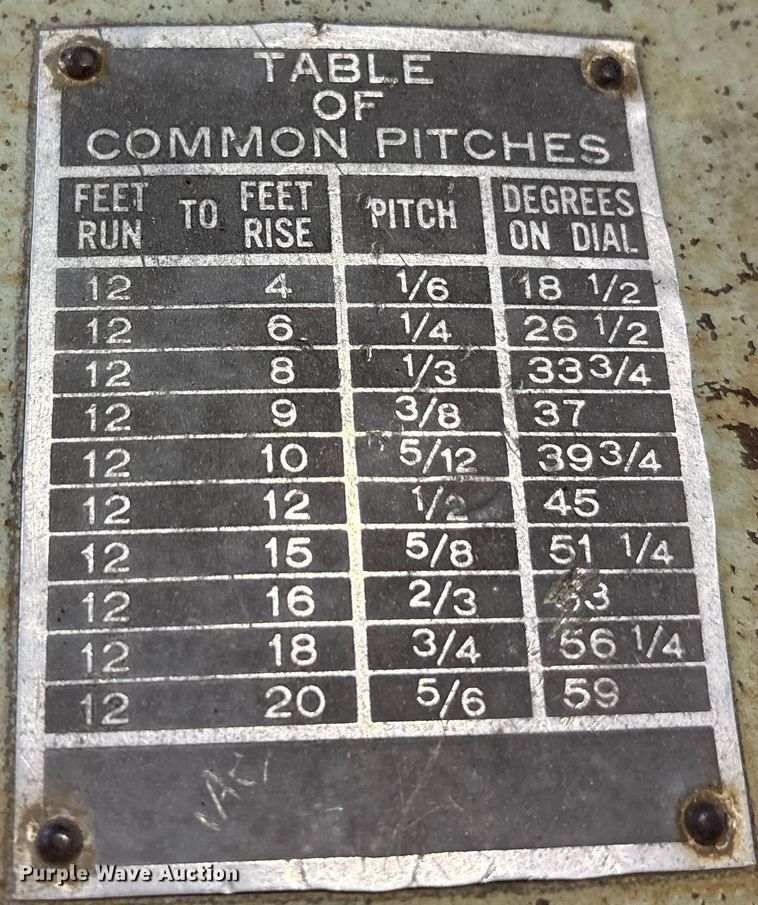 TABLE
OF
COMMON PITCHES
FEET RUN TO FEET RISE PITCH DEGREES ON DIAL
12 4 1/6 18 1/2
12 6 1/4 26 1/2
12 8 1/3 33 3/4
12 9 3/8 37
12 10 5/12 39 3/4
12 12 1/2 45
12 15 5/8 51 1/4
12 16 2/3 53
12 18 3/4 56 1/4
12 20 5/6 59
Purple Wave Auction